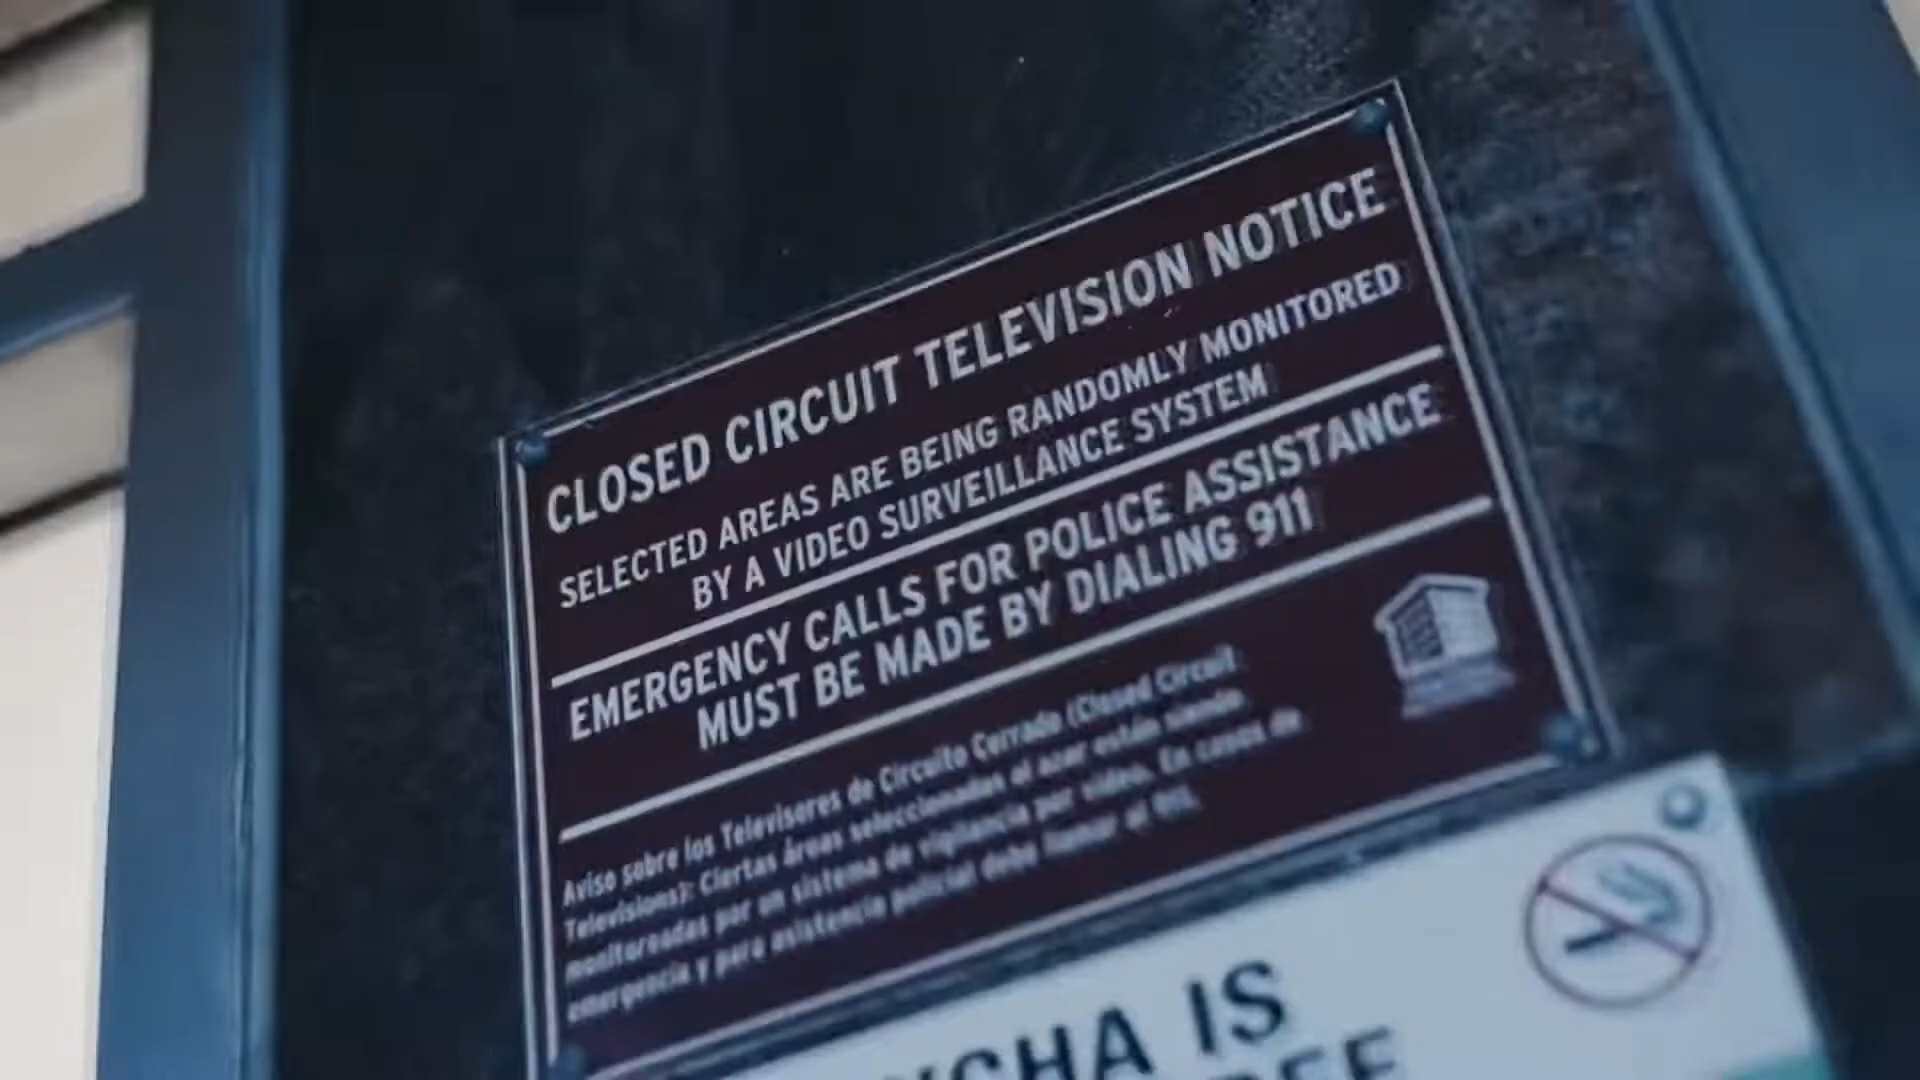 CLOSED CIRCUIT TELEVISION NOTICE
SELECTED AREAS ARE BEING RANDOMLY MONITORED
BY A VIDEO SURVEILLANCE SYSTEM
EMERGENCY CALLS FOR POLICE ASSISTANCE
MUST BE MADE BY DIALING 911
Aviso sobre los Televisores de Circuito Cerrado (Closed Circuit
Televisions): Ciertas áreas seleccionadas al azar están siendo
monitoreadas por un sistema de vigilancia por video. En casos de
emergencia y para asistencia policial debe llamar al 911.
YCHA IS